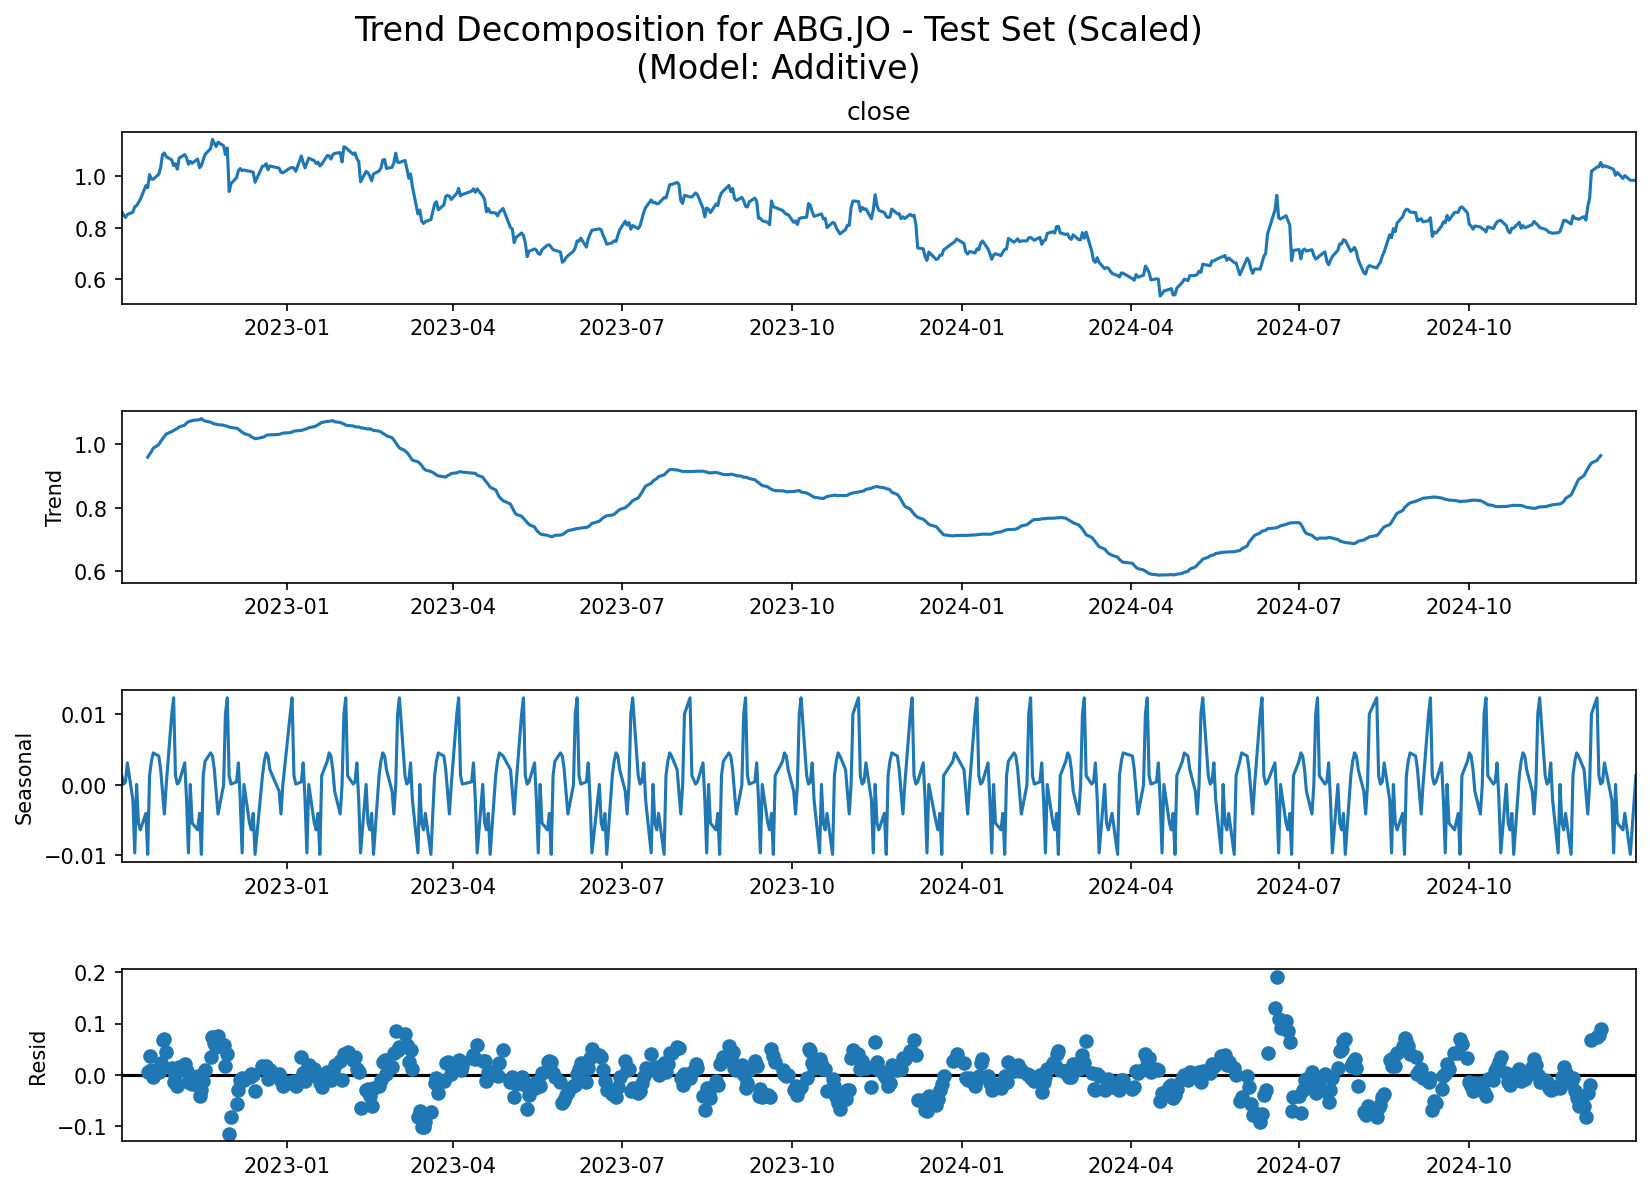 Trend Decomposition for ABG.JO - Test Set (Scaled)
(Model: Additive)
close
1.0
0.8
0.6
2023-01 2023-04 2023-07 2023-10 2024-01 2024-04 2024-07 2024-10
Trend
1.0
0.8
0.6
2023-01 2023-04 2023-07 2023-10 2024-01 2024-04 2024-07 2024-10
Seasonal
0.01
0.00
−0.01
2023-01 2023-04 2023-07 2023-10 2024-01 2024-04 2024-07 2024-10
Resid
0.2
0.1
0.0
−0.1
2023-01 2023-04 2023-07 2023-10 2024-01 2024-04 2024-07 2024-10